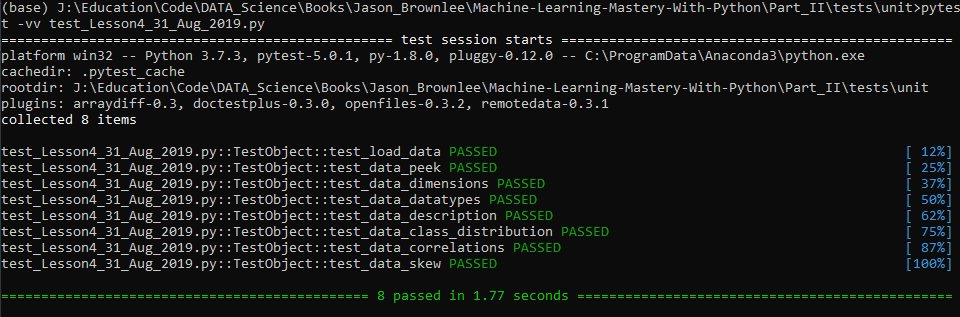 (base) J:\Education\Code\DATA_Science\Books\Jason_Brownlee\Machine-Learning-Mastery-With-Python\Part_II\tests\unit>pytes
t -vv test_Lesson4_31_Aug_2019.py
================================================= test session starts =================================================
platform win32 -- Python 3.7.3, pytest-5.0.1, py-1.8.0, pluggy-0.12.0 -- C:\ProgramData\Anaconda3\python.exe
cachedir: .pytest_cache
rootdir: J:\Education\Code\DATA_Science\Books\Jason_Brownlee\Machine-Learning-Mastery-With-Python\Part_II\tests\unit
plugins: arraydiff-0.3, doctestplus-0.3.0, openfiles-0.3.2, remotedata-0.3.1
collected 8 items
test_Lesson4_31_Aug_2019.py::TestObject::test_load_data PASSED [ 12%]
test_Lesson4_31_Aug_2019.py::TestObject::test_data_peek PASSED [ 25%]
test_Lesson4_31_Aug_2019.py::TestObject::test_data_dimensions PASSED [ 37%]
test_Lesson4_31_Aug_2019.py::TestObject::test_data_datatypes PASSED [ 50%]
test_Lesson4_31_Aug_2019.py::TestObject::test_data_description PASSED [ 62%]
test_Lesson4_31_Aug_2019.py::TestObject::test_data_class_distribution PASSED [ 75%]
test_Lesson4_31_Aug_2019.py::TestObject::test_data_correlations PASSED [ 87%]
test_Lesson4_31_Aug_2019.py::TestObject::test_data_skew PASSED [100%]
============================================== 8 passed in 1.77 seconds ===============================================